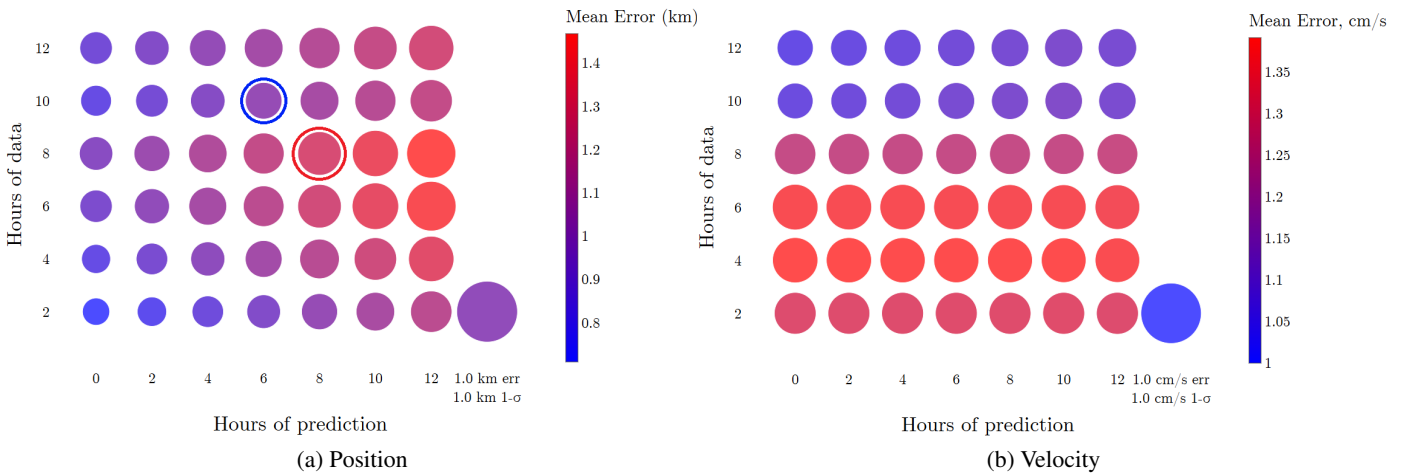 Mean Error (km)
12
10
8
6
4
2
Hours of data
0 2 4 6 8 10 12
1.0 km err
1.0 km 1-σ
Hours of prediction
1.4
1.3
1.2
1.1
1
0.9
0.8
(a) Position
Mean Error, cm/s
12
10
8
6
4
2
Hours of data
0 2 4 6 8 10 12
1.0 cm/s err
1.0 cm/s 1-σ
Hours of prediction
1.35
1.3
1.25
1.2
1.15
1.1
1.05
1
(b) Velocity